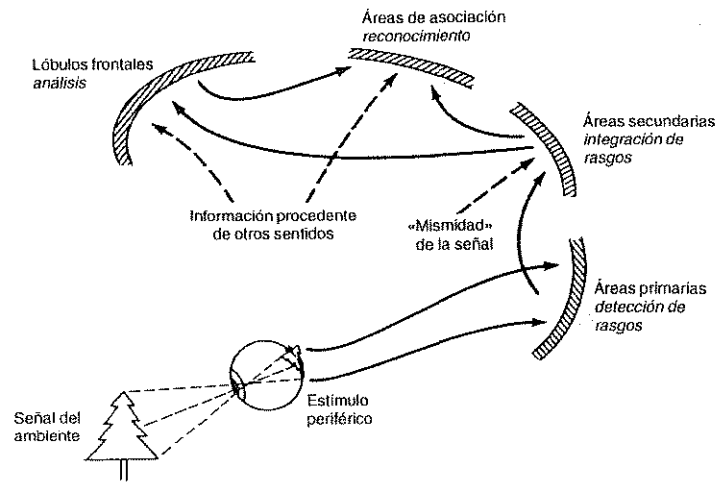 Áreas de asociación
reconocimiento
Lóbulos frontales
análisis
Áreas secundarias
integración de
rasgos
Información procedente
de otros sentidos
«Mismidad»
de la señal
Áreas primarias
detección de
rasgos
Estímulo
periférico
Señal del
ambiente